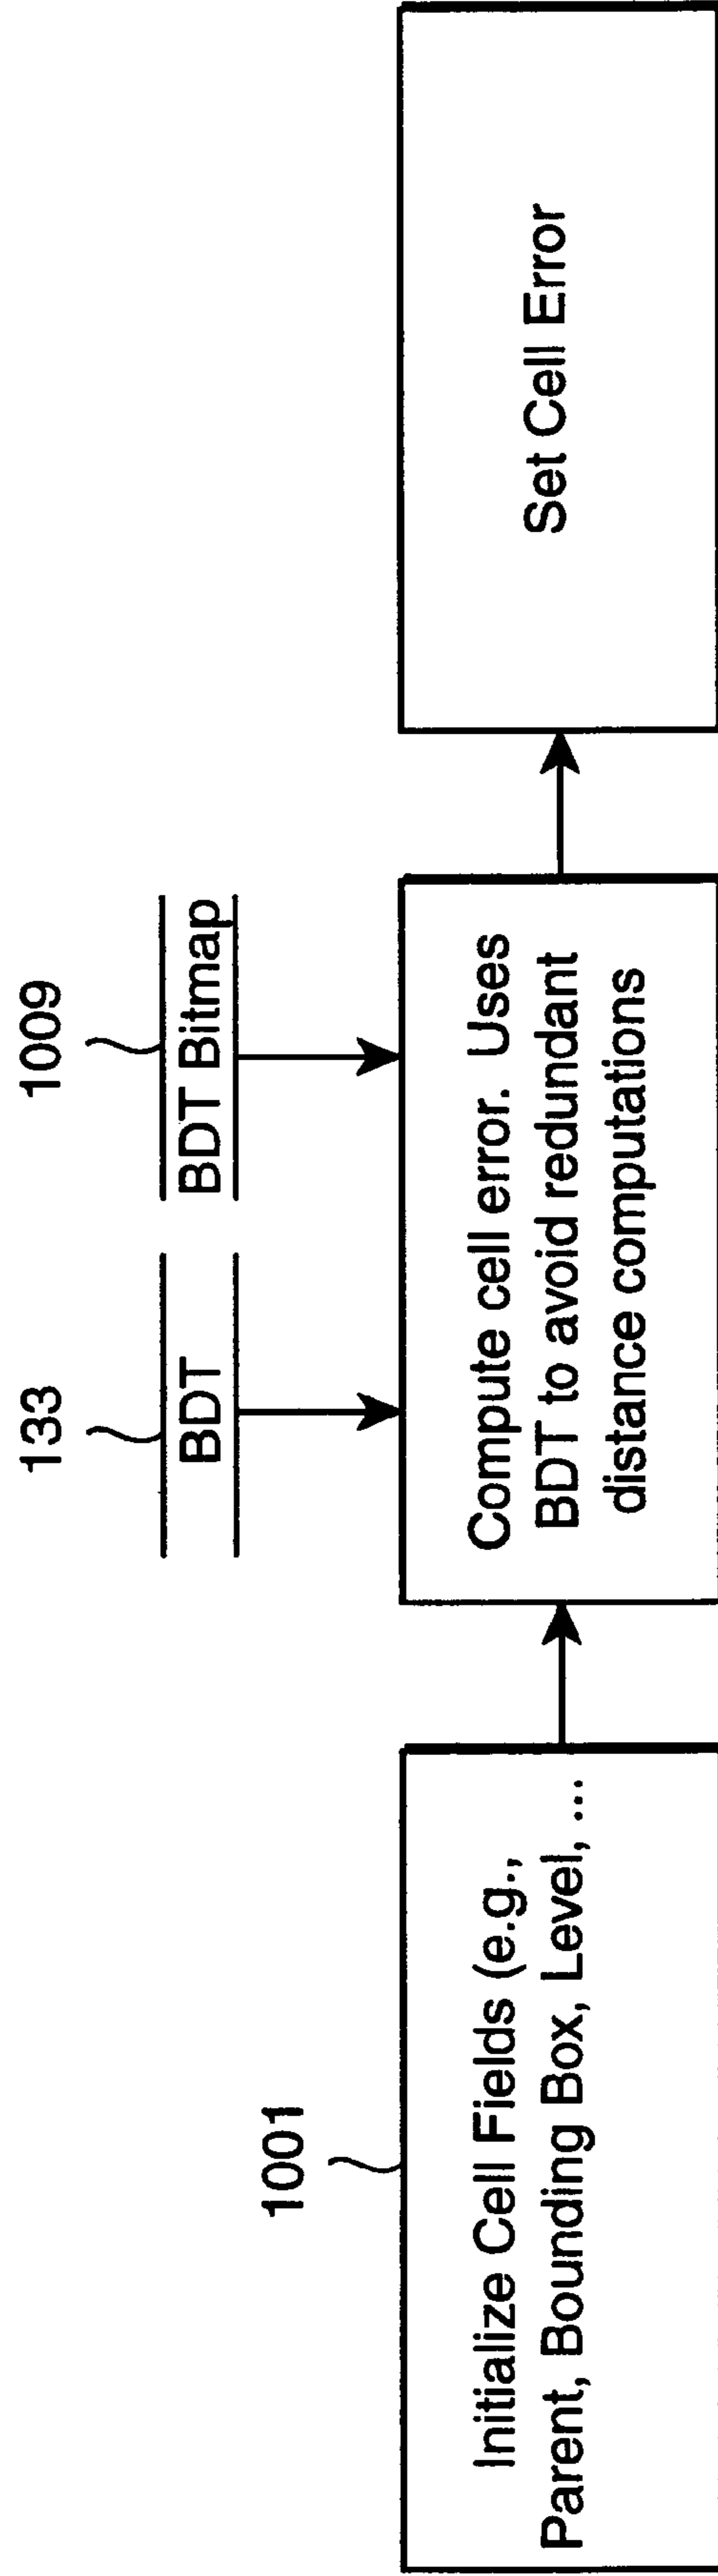 133
1009
BDT
BDT Bitmap
1001
Initialize Cell Fields (e.g.,
Parent, Bounding Box, Level, ...
Compute cell error. Uses
BDT to avoid redundant
distance computations
Set Cell Error